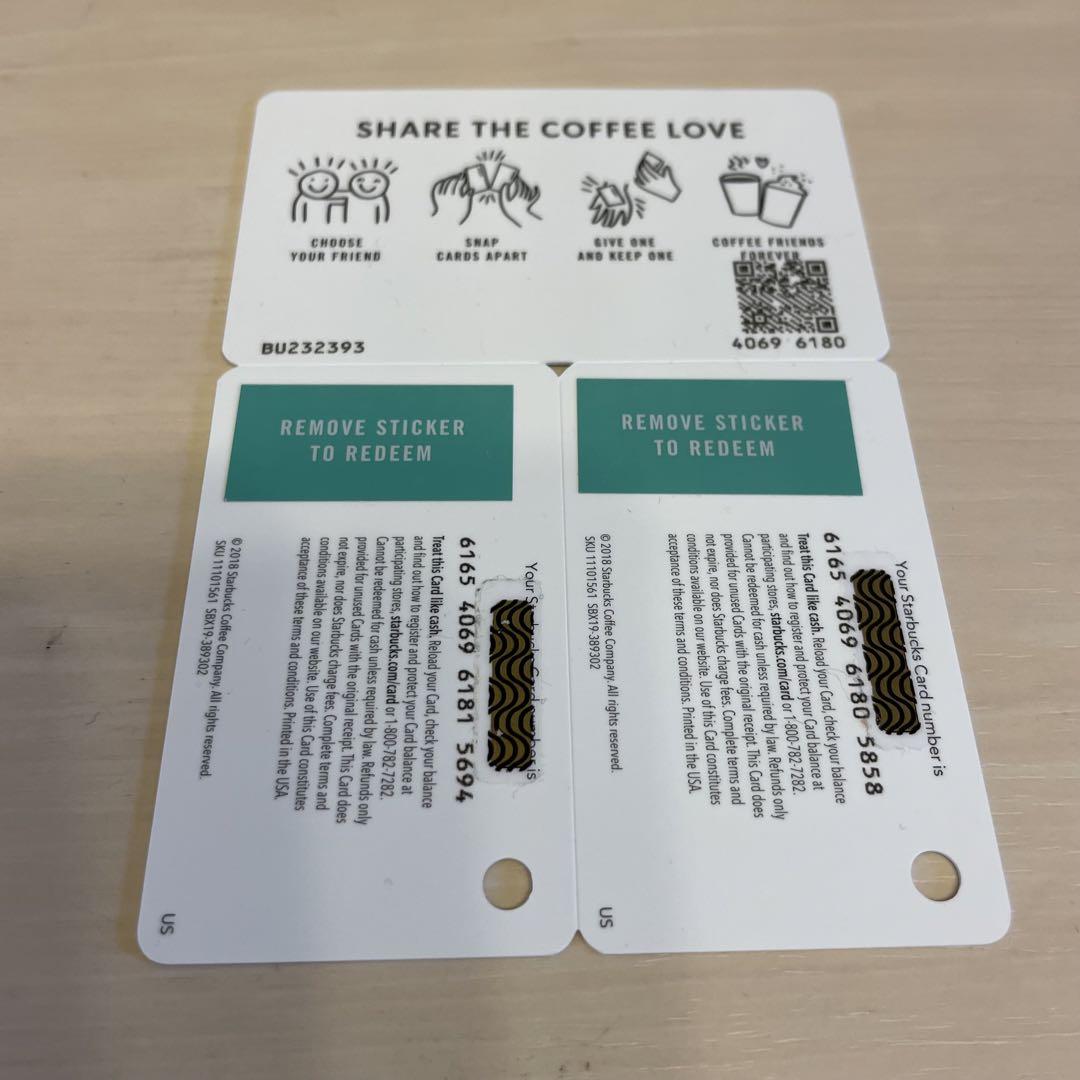 SHARE THE COFFEE LOVE
CHOOSE
YOUR FRIEND
SNAP
CARDS APART
GIVE ONE
AND KEEP ONE
COFFEE FRIENDS
FOREVER
BU232393
4069 6180
REMOVE STICKER
TO REDEEM
Your Starbucks Card number is
6165 4069 6181 5694
Treat this Card like cash. Reload your Card, check your balance
and find out how to register and protect your Card balance at
participating stores, starbucks.com/card or 1-800-782-7282.
Cannot be redeemed for cash unless required by law. Refunds only
provided for unused Cards with the original receipt. This Card does
not expire, nor does Starbucks charge fees. Complete terms and
conditions available on our website. Use of this Card constitutes
acceptance of these terms and conditions. Printed in the USA.
© 2018 Starbucks Coffee Company. All rights reserved.
SKU 11101561 SBX19-389302
US
REMOVE STICKER
TO REDEEM
Your Starbucks Card number is
6165 4069 6180 5858
Treat this Card like cash. Reload your Card, check your balance
and find out how to register and protect your Card balance at
participating stores, starbucks.com/card or 1-800-782-7282.
Cannot be redeemed for cash unless required by law. Refunds only
provided for unused Cards with the original receipt. This Card does
not expire, nor does Starbucks charge fees. Complete terms and
conditions available on our website. Use of this Card constitutes
acceptance of these terms and conditions. Printed in the USA.
© 2018 Starbucks Coffee Company. All rights reserved.
SKU 11101561 SBX19-389302
US